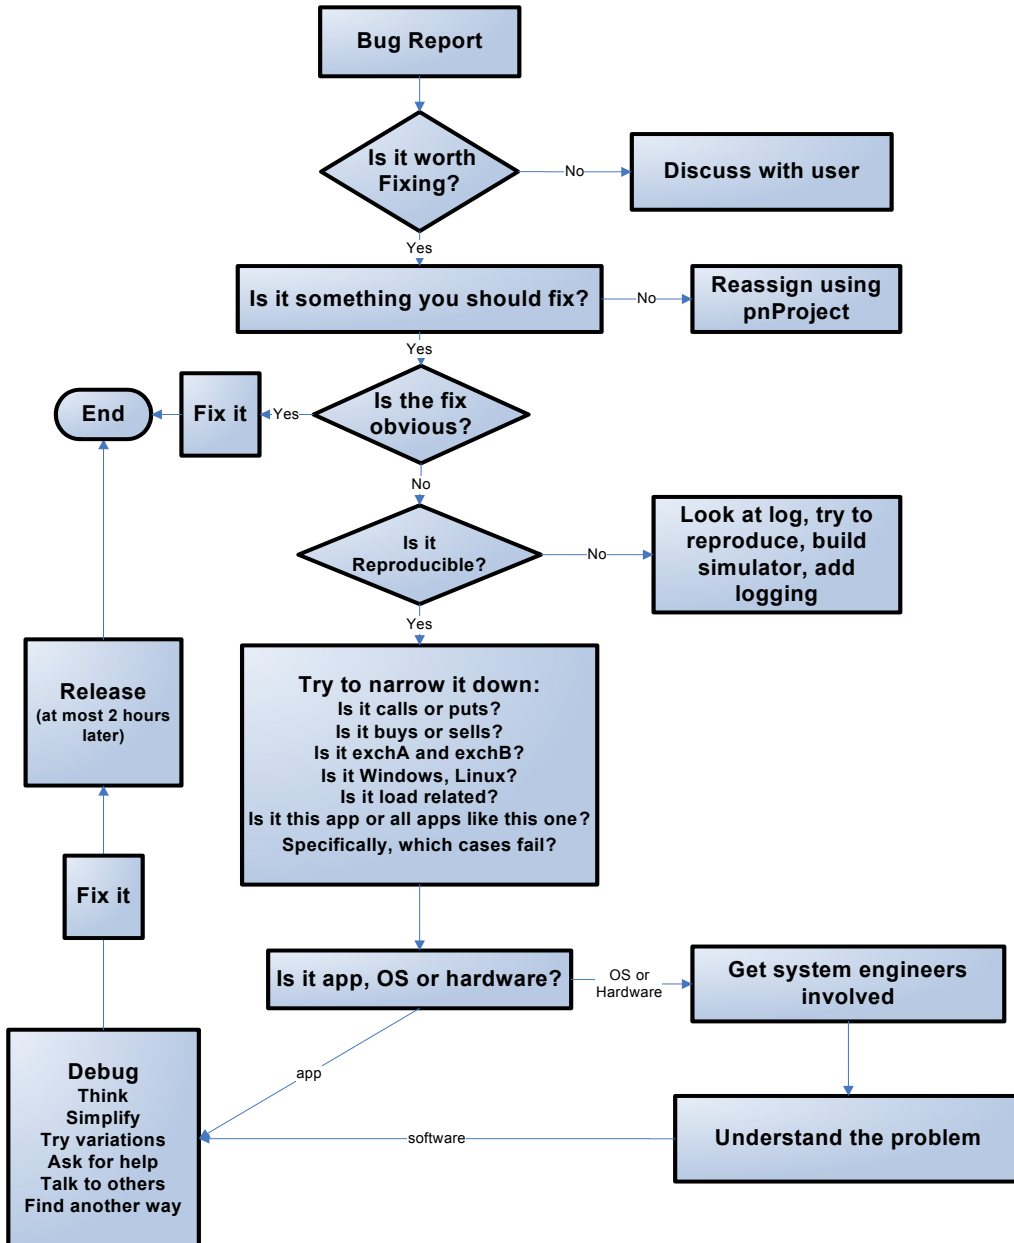 Bug Report
Is it worth
Fixing?
No
Discuss with user
Yes
Is it something you should fix?
No
Reassign using
pnProject
Yes
Is the fix
obvious?
Yes
Fix it
End
No
Is it
Reproducible?
No
Look at log, try to
reproduce, build
simulator, add
logging
Yes
Try to narrow it down:
Is it calls or puts?
Is it buys or sells?
Is it exchA and exchB?
Is it Windows, Linux?
Is it load related?
Is it this app or all apps like this one?
Specifically, which cases fail?
Release
(at most 2 hours
later)
Fix it
Is it app, OS or hardware?
OS or
Hardware
Get system engineers
involved
app
Debug
Think
Simplify
Try variations
Ask for help
Talk to others
Find another way
software
Understand the problem